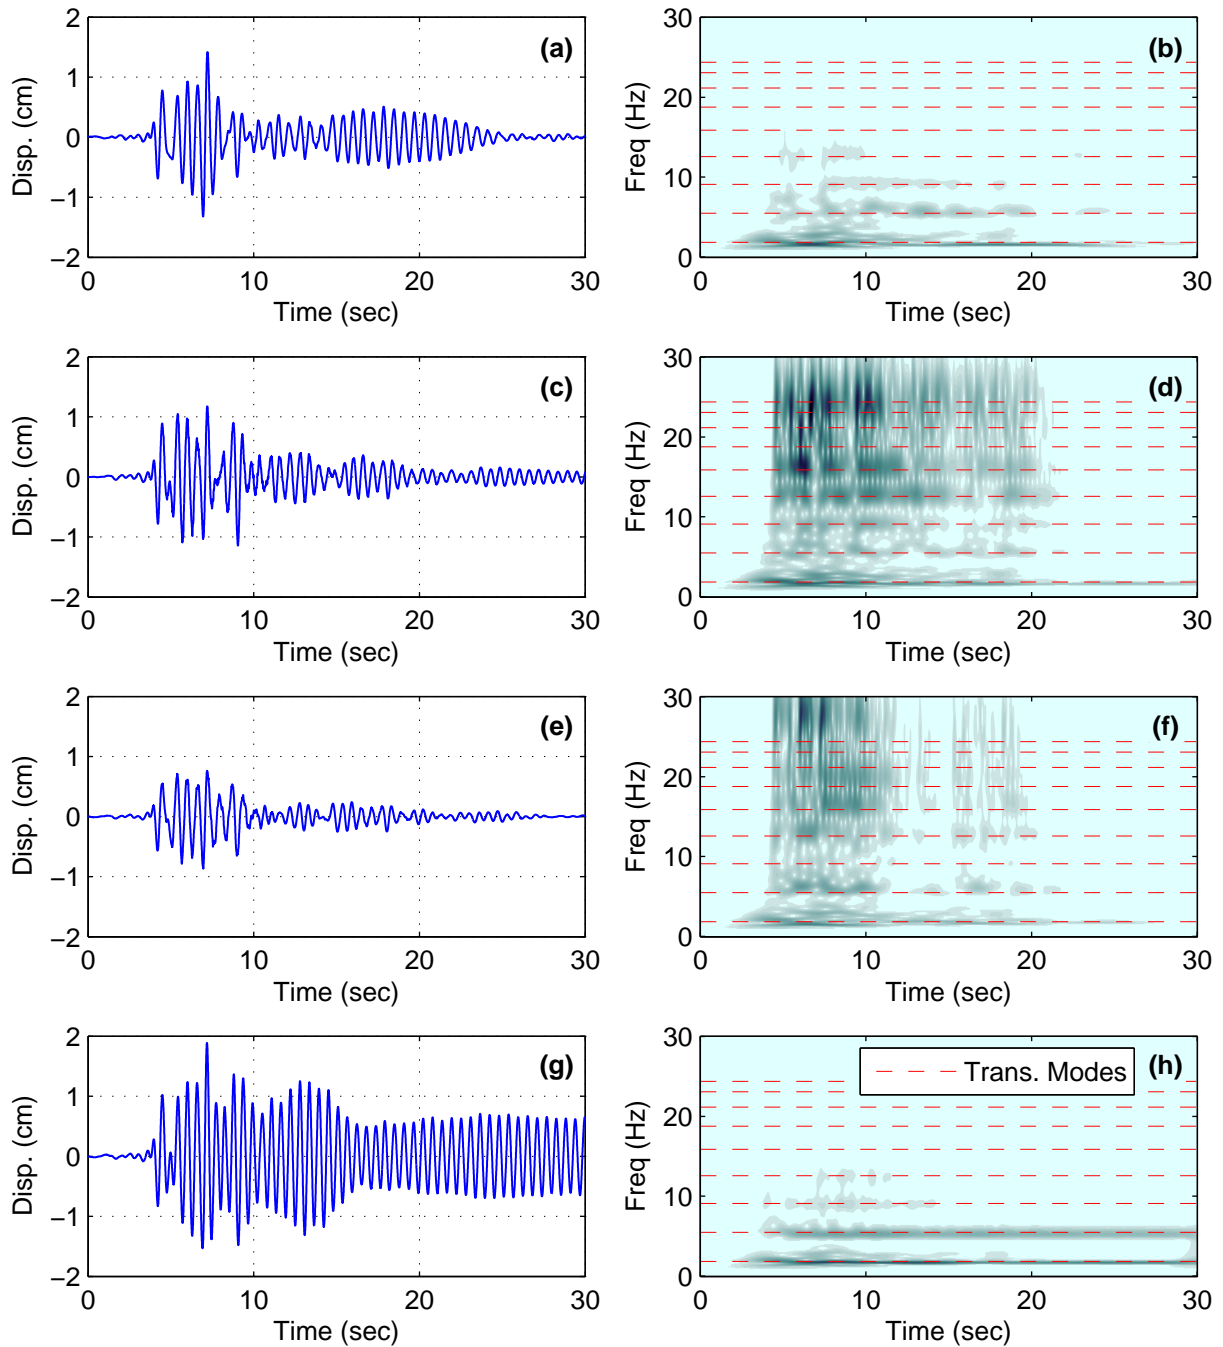 2
1
0
−1
−2
Disp. (cm)
(a)
0 10 20 30
Time (sec)
30
20
10
0
Freq (Hz)
(b)
0 10 20 30
Time (sec)
2
1
0
−1
−2
Disp. (cm)
(c)
0 10 20 30
Time (sec)
30
20
10
0
Freq (Hz)
(d)
0 10 20 30
Time (sec)
2
1
0
−1
−2
Disp. (cm)
(e)
0 10 20 30
Time (sec)
30
20
10
0
Freq (Hz)
(f)
0 10 20 30
Time (sec)
2
1
0
−1
−2
Disp. (cm)
(g)
0 10 20 30
Time (sec)
30
20
10
0
Freq (Hz)
Trans. Modes
(h)
0 10 20 30
Time (sec)